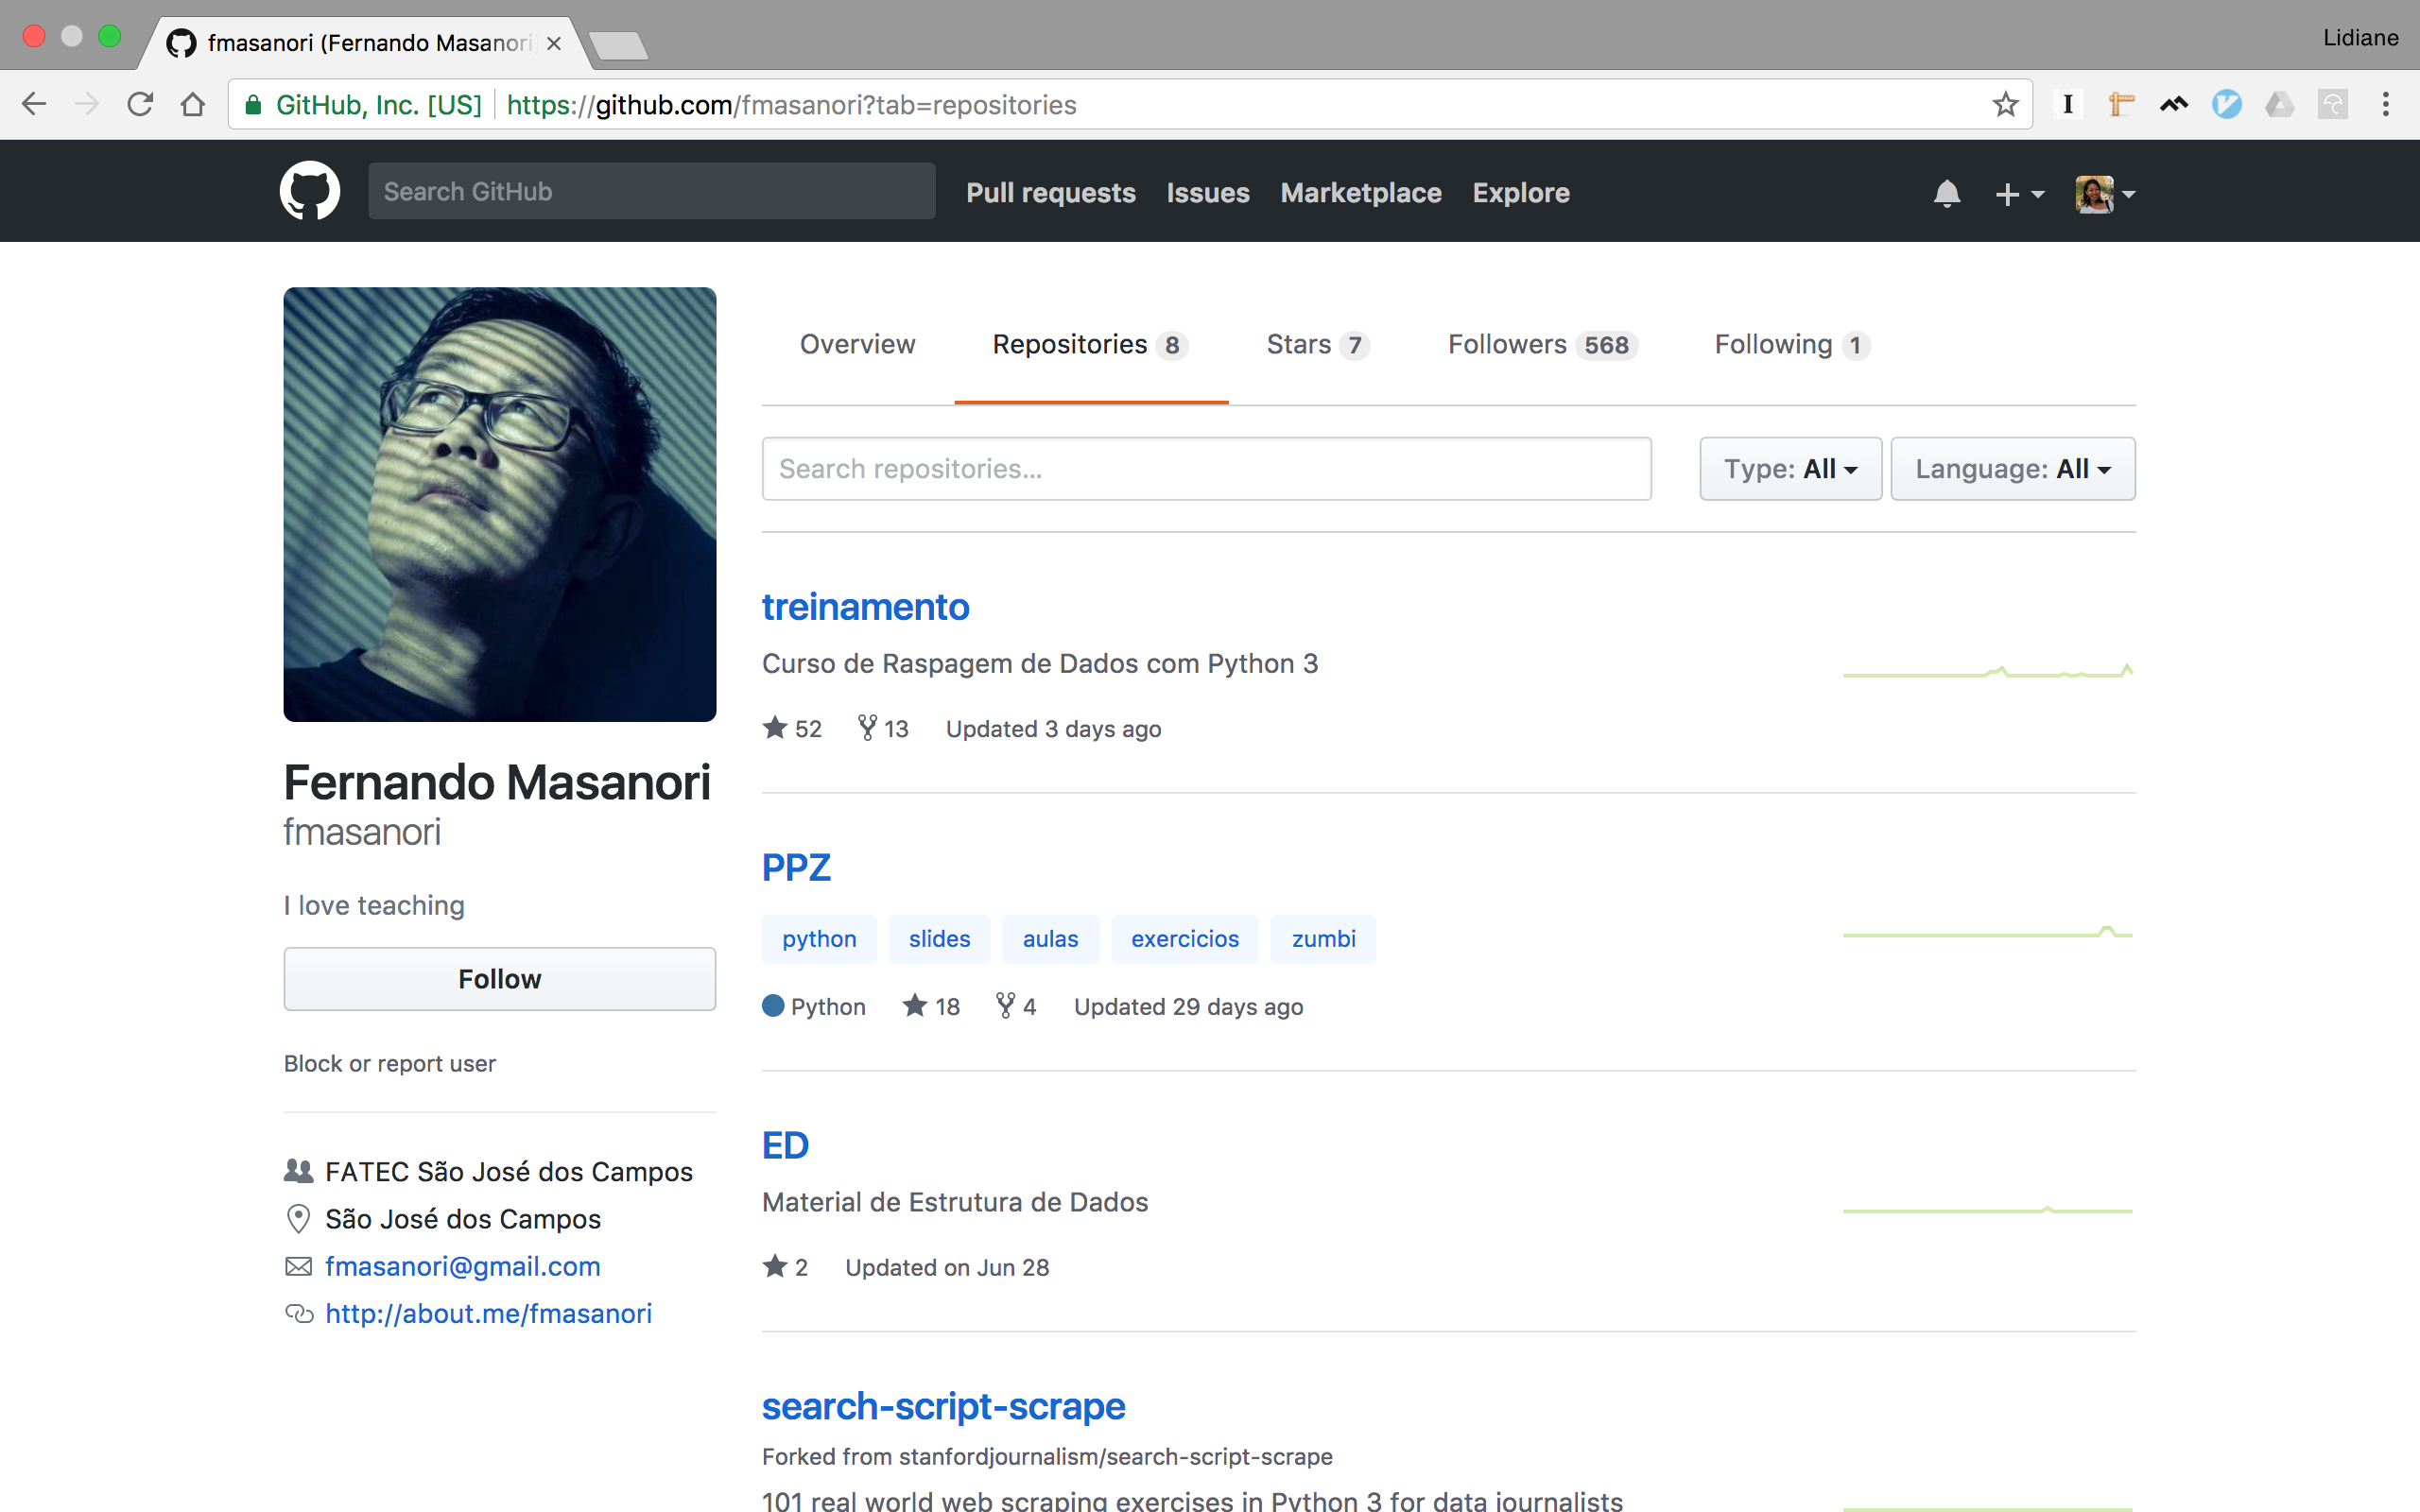 fmasanori (Fernando Masanori
Lidiane
GitHub, Inc. [US] https://github.com/fmasanori?tab=repositories
Search GitHub Pull requests Issues Marketplace Explore
Overview Repositories 8 Stars 7 Followers 568 Following 1
Search repositories... Type: All Language: All
treinamento
Curso de Raspagem de Dados com Python 3
52 13 Updated 3 days ago
Fernando Masanori
fmasanori
I love teaching
Follow
Block or report user
FATEC São José dos Campos
São José dos Campos
fmasanori@gmail.com
http://about.me/fmasanori
PPZ
python slides aulas exercicios zumbi
Python 18 4 Updated 29 days ago
ED
Material de Estrutura de Dados
2 Updated on Jun 28
search-script-scrape
Forked from stanfordjournalism/search-script-scrape
101 real world web scraping exercises in Python 3 for data journalists